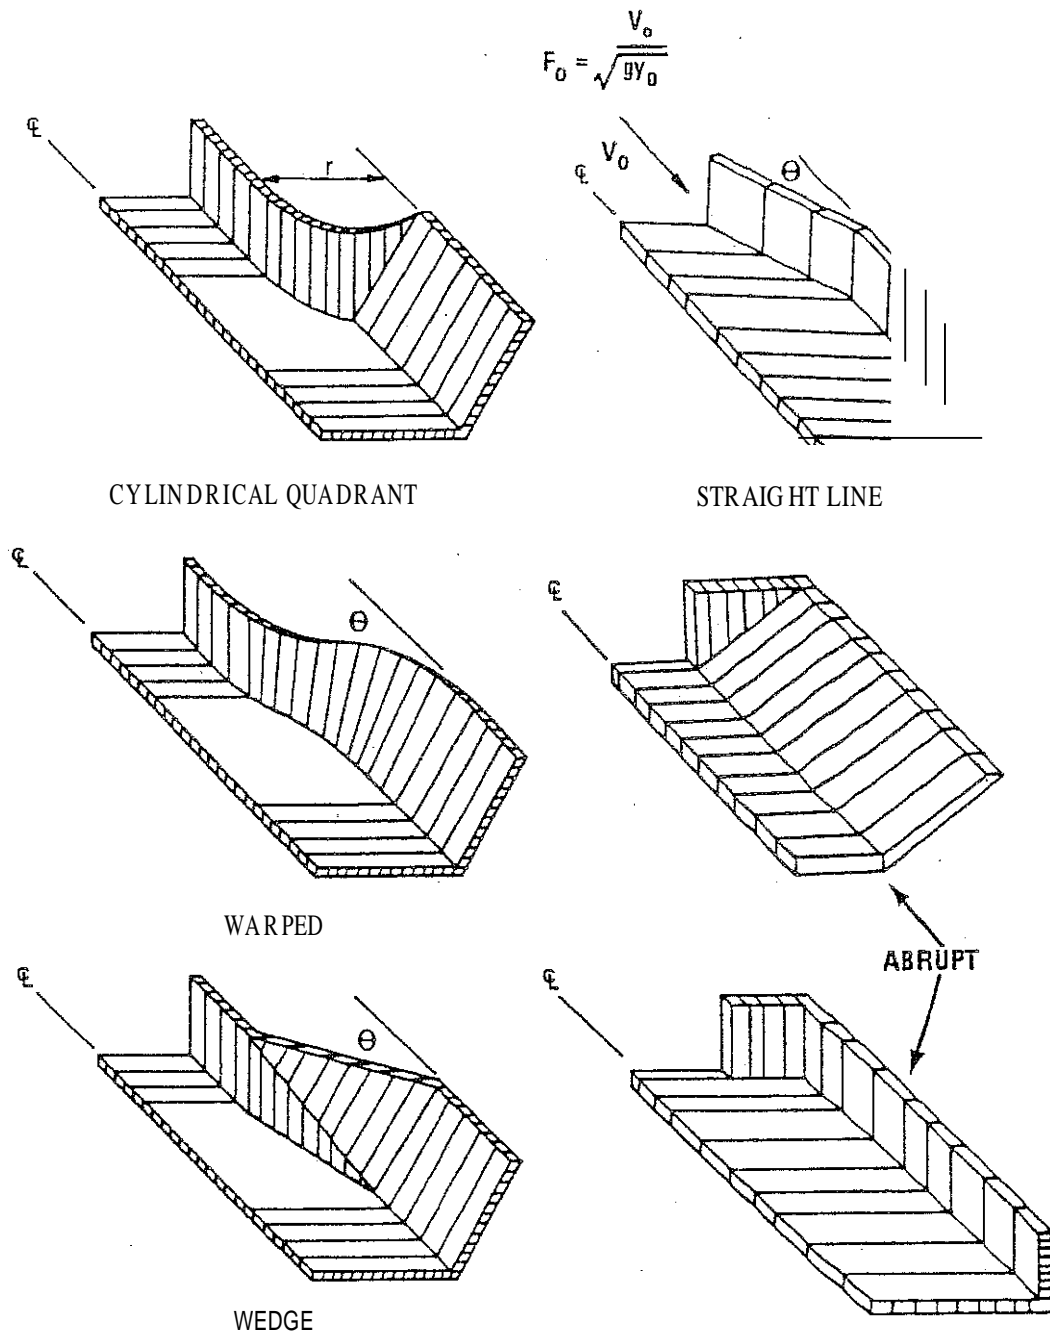 F₀ = V₀ / √gy₀
℄
r
CYLINDRICAL QUADRANT
℄
V₀
Θ
STRAIGHT LINE
℄
Θ
WARPED
℄
ABRUPT
℄
Θ
WEDGE
℄